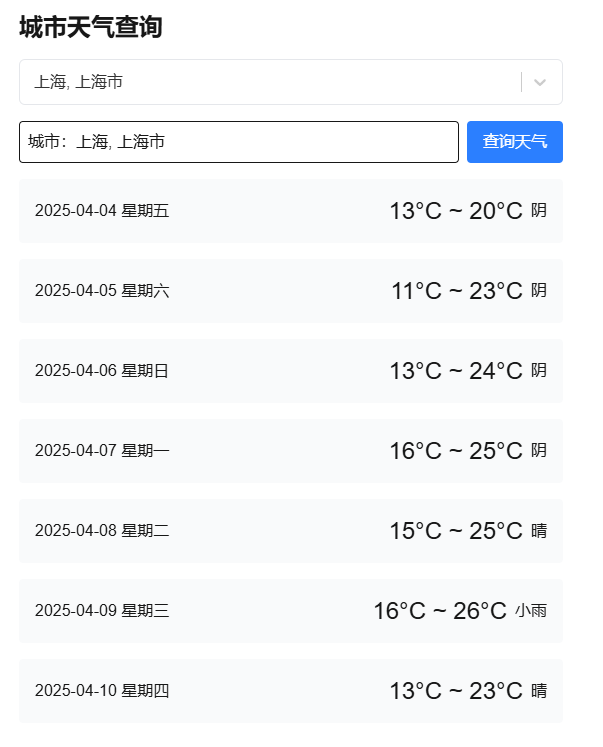 城市天气查询
上海, 上海市
城市：上海, 上海市
查询天气
2025-04-04 星期五 13°C ~ 20°C 阴
2025-04-05 星期六 11°C ~ 23°C 阴
2025-04-06 星期日 13°C ~ 24°C 阴
2025-04-07 星期一 16°C ~ 25°C 阴
2025-04-08 星期二 15°C ~ 25°C 晴
2025-04-09 星期三 16°C ~ 26°C 小雨
2025-04-10 星期四 13°C ~ 23°C 晴